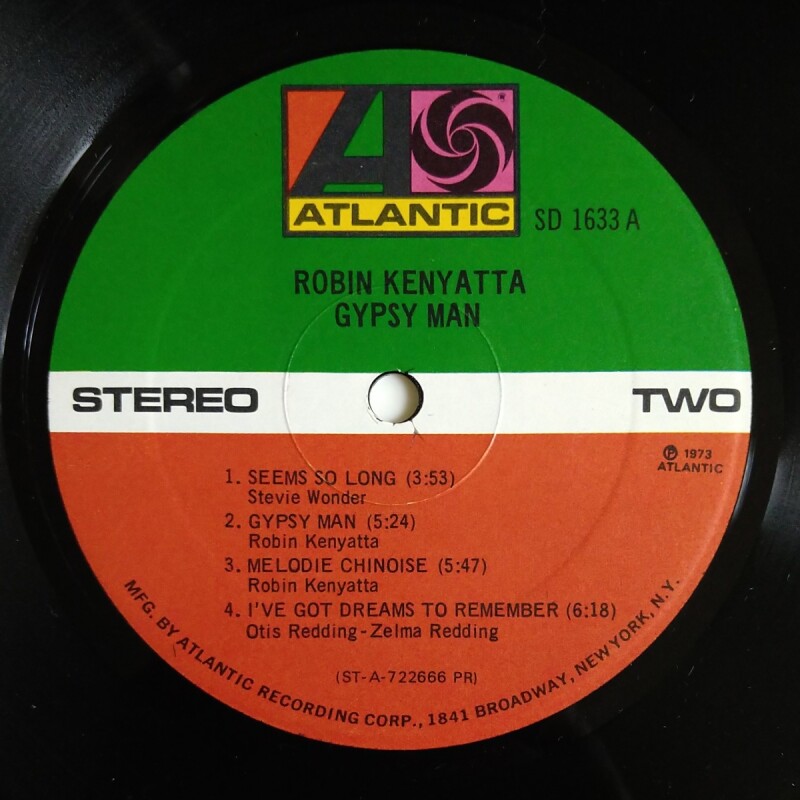 ATLANTIC
SD 1633 A
ROBIN KENYATTA
GYPSY MAN
STEREO
TWO
℗ 1973
ATLANTIC
1. SEEMS SO LONG (3:53)
Stevie Wonder
2. GYPSY MAN (5:24)
Robin Kenyatta
3. MELODIE CHINOISE (5:47)
Robin Kenyatta
4. I'VE GOT DREAMS TO REMEMBER (6:18)
Otis Redding-Zelma Redding
(ST-A-722666 PR)
MFG. BY ATLANTIC RECORDING CORP., 1841 BROADWAY, NEW YORK, N.Y.